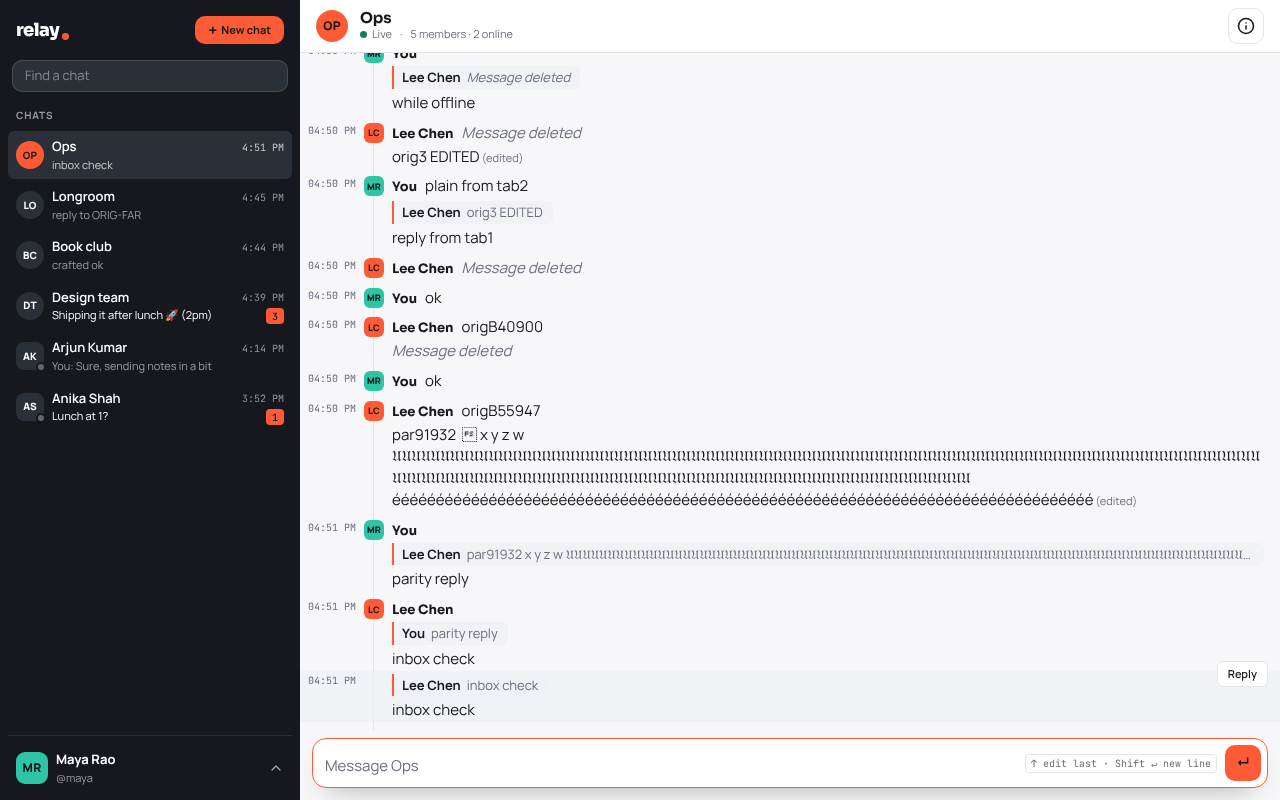 relay
+ New chat
Find a chat
CHATS
OP
Ops
4:51 PM
inbox check
LO
Longroom
4:45 PM
reply to ORIG-FAR
BC
Book club
4:44 PM
crafted ok
DT
Design team
4:39 PM
Shipping it after lunch 🚀 (2pm)
3
AK
Arjun Kumar
4:14 PM
You: Sure, sending notes in a bit
AS
Anika Shah
3:52 PM
Lunch at 1?
1
MR
Maya Rao
@maya
OP
Ops
Live · 5 members · 2 online
MR You
Lee Chen Message deleted
while offline
04:50 PM LC Lee Chen Message deleted
orig3 EDITED (edited)
04:50 PM MR You plain from tab2
Lee Chen orig3 EDITED
reply from tab1
04:50 PM LC Lee Chen Message deleted
04:50 PM MR You ok
04:50 PM LC Lee Chen origB40900
Message deleted
04:50 PM MR You ok
04:50 PM LC Lee Chen origB55947
par91932 x y z w
(edited)
04:51 PM MR You
Lee Chen par91932 x y z w
parity reply
04:51 PM LC Lee Chen
You parity reply
inbox check
04:51 PM Lee Chen inbox check
Reply
inbox check
Message Ops
↑ edit last · Shift ↵ new line